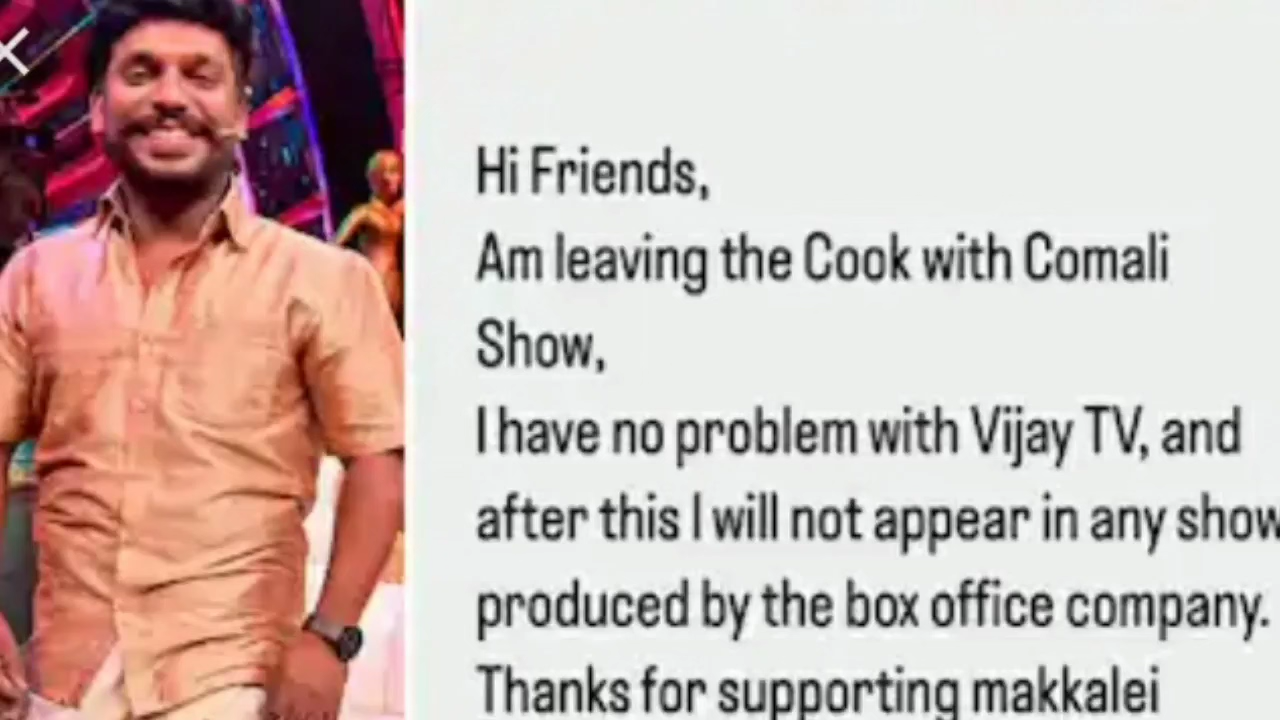 Hi Friends,
Am leaving the Cook with Comali
Show,
I have no problem with Vijay TV, and
after this I will not appear in any show
produced by the box office company.
Thanks for supporting makkalei